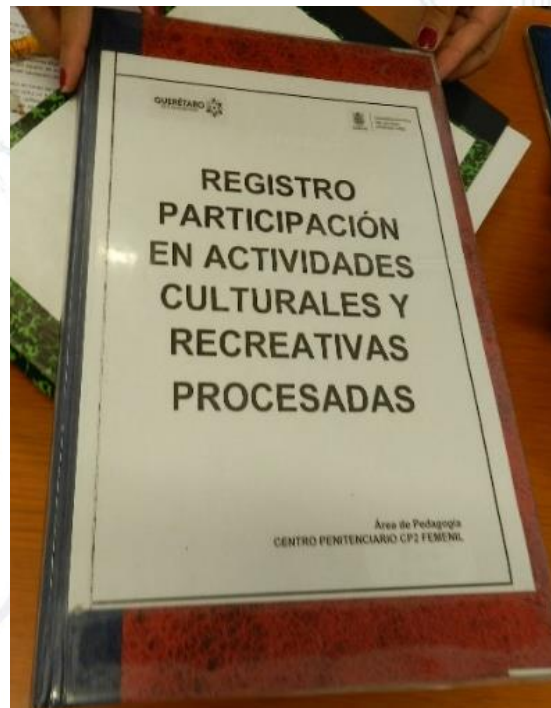 QUERÉTARO
REGISTRO
PARTICIPACIÓN
EN ACTIVIDADES
CULTURALES Y
RECREATIVAS
PROCESADAS
Área de Pedagogía
CENTRO PENITENCIARIO CP2 FEMENIL